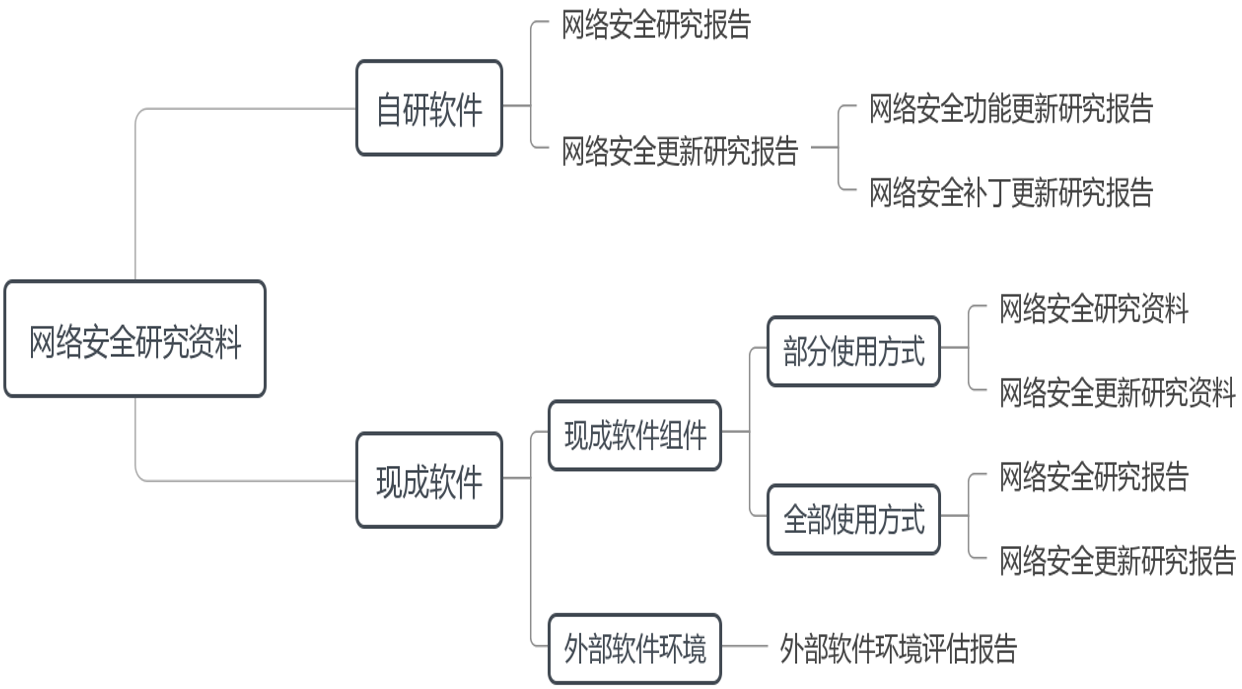 网络安全研究报告
自研软件
网络安全功能更新研究报告
网络安全更新研究报告
网络安全补丁更新研究报告
网络安全研究资料
网络安全研究资料
部分使用方式
网络安全更新研究资料
现成软件组件
网络安全研究报告
现成软件
全部使用方式
网络安全更新研究报告
外部软件环境
外部软件环境评估报告